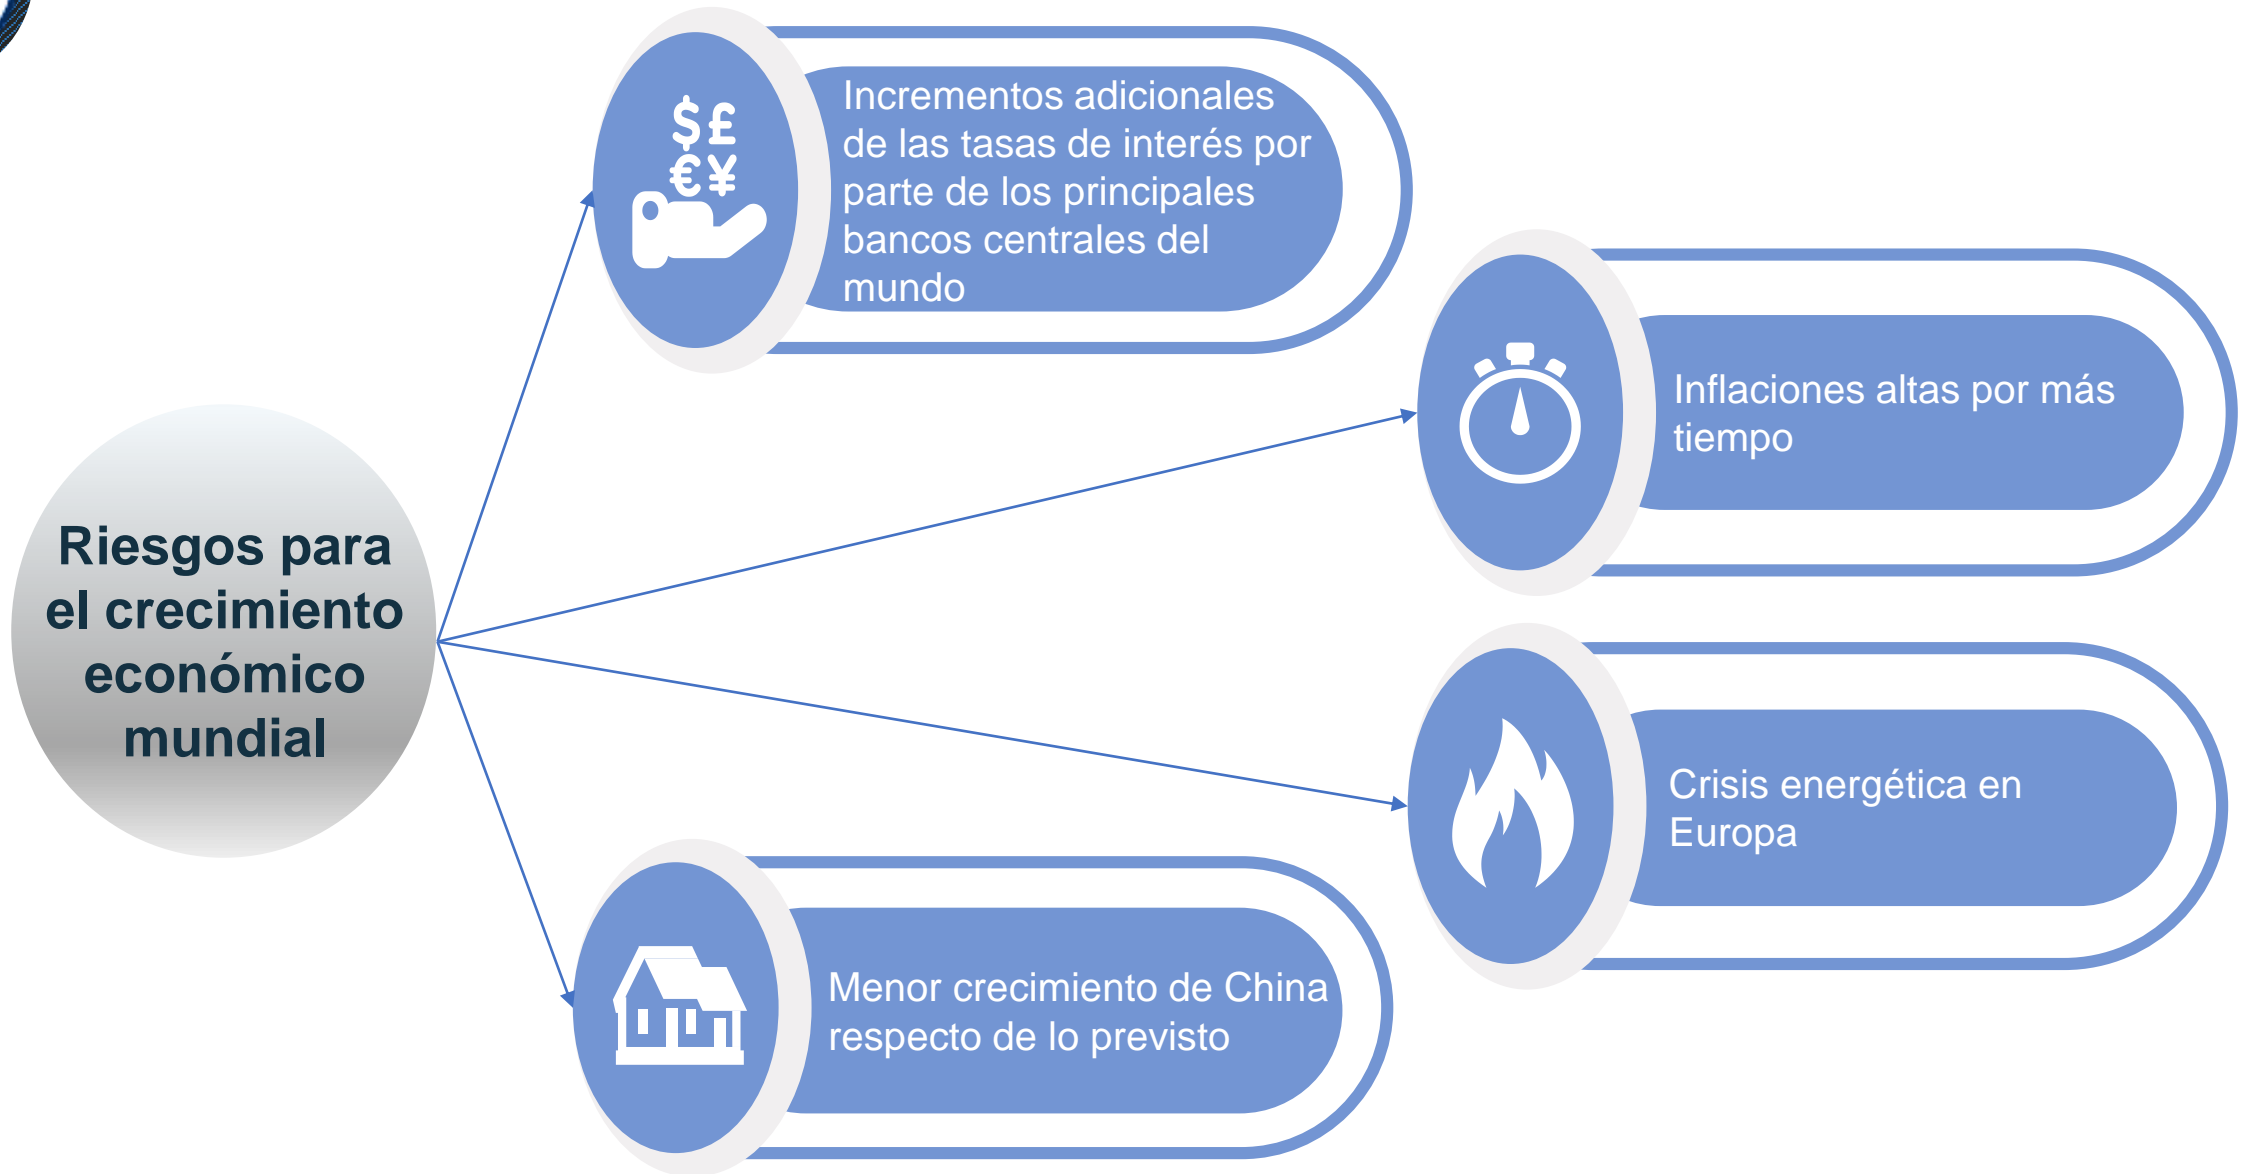 Riesgos para
el crecimiento
económico
mundial
$£
€¥
Incrementos adicionales
de las tasas de interés por
parte de los principales
bancos centrales del
mundo
Inflaciones altas por más
tiempo
Crisis energética en
Europa
Menor crecimiento de China
respecto de lo previsto